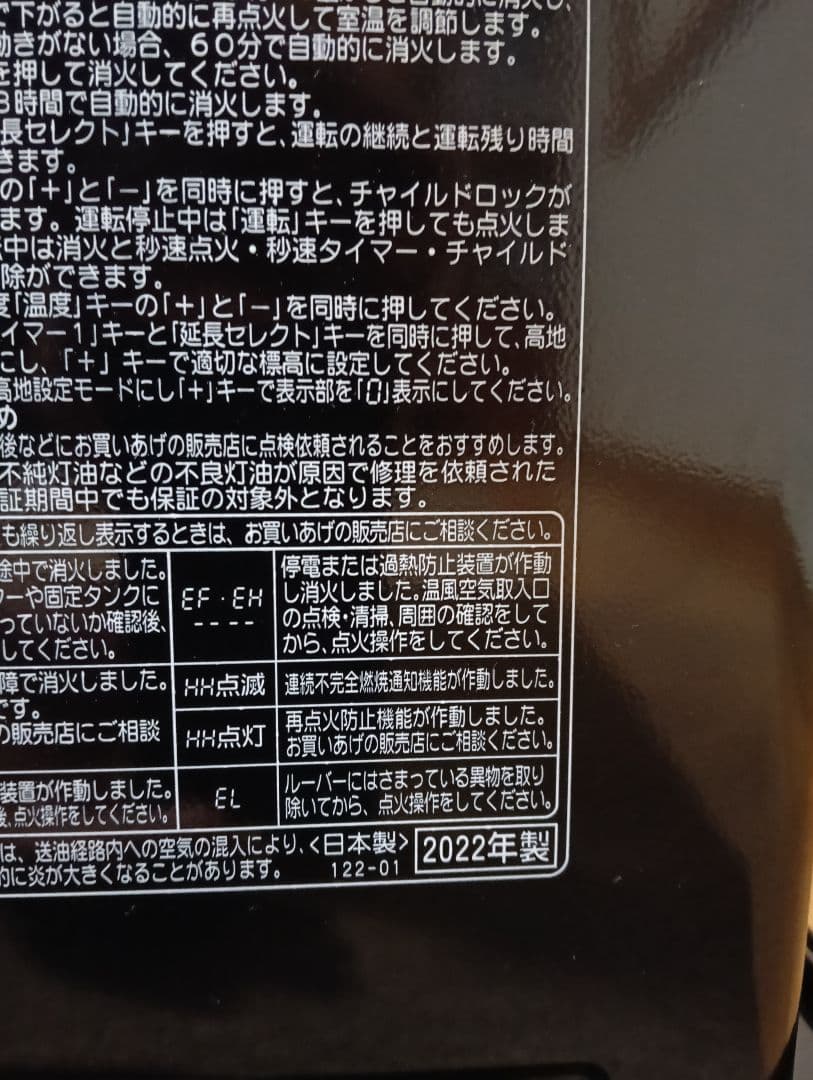 で下がると自動的に再点火して室温を調節します。
動きがない場合、60分で自動的に消火します。
を押して消火してください。
3時間で自動的に消火します。
長セレクト」キーを押すと、運転の継続と運転残り時間
きます。
の「＋」と「－」を同時に押すと、チャイルドロックが
ます。運転停止中は「運転」キーを押しても点火しま
中は消火と秒速点火・秒速タイマー・チャイルド
除ができます。
度「温度」キーの「＋」と「－」を同時に押してください。
イマー1」キーと「延長セレクト」キーを同時に押して、高地
にし、「＋」キーで適切な標高に設定してください。
高地設定モードにし「＋」キーで表示部を「0」表示にしてください。
め
後などにお買いあげの販売店に点検依頼されることをおすすめします。
不純灯油などの不良灯油が原因で修理を依頼された
証期間中でも保証の対象外となります。
も繰り返し表示するときは、お買いあげの販売店にご相談ください。
途中で消火しました。
ターや固定タンクに
っていないか確認後、
してください。
EF・EH
----
停電または過熱防止装置が作動
し消火しました。温風空気取入口
の点検・清掃、周囲の確認をして
から、点火操作をしてください。
障で消火しました。
です。
の販売店にご相談
HH点滅
連続不完全燃焼通知機能が作動しました。
HH点灯
再点火防止機能が作動しました。
お買いあげの販売店にご相談ください。
装置が作動しました。
後、点火操作をしてください。
EL
ルーバーにはさまっている異物を取り
除いてから、点火操作をしてください。
は、送油経路内への空気の混入により、
的に炎が大きくなることがあります。
<日本製>
122-01
2022年製